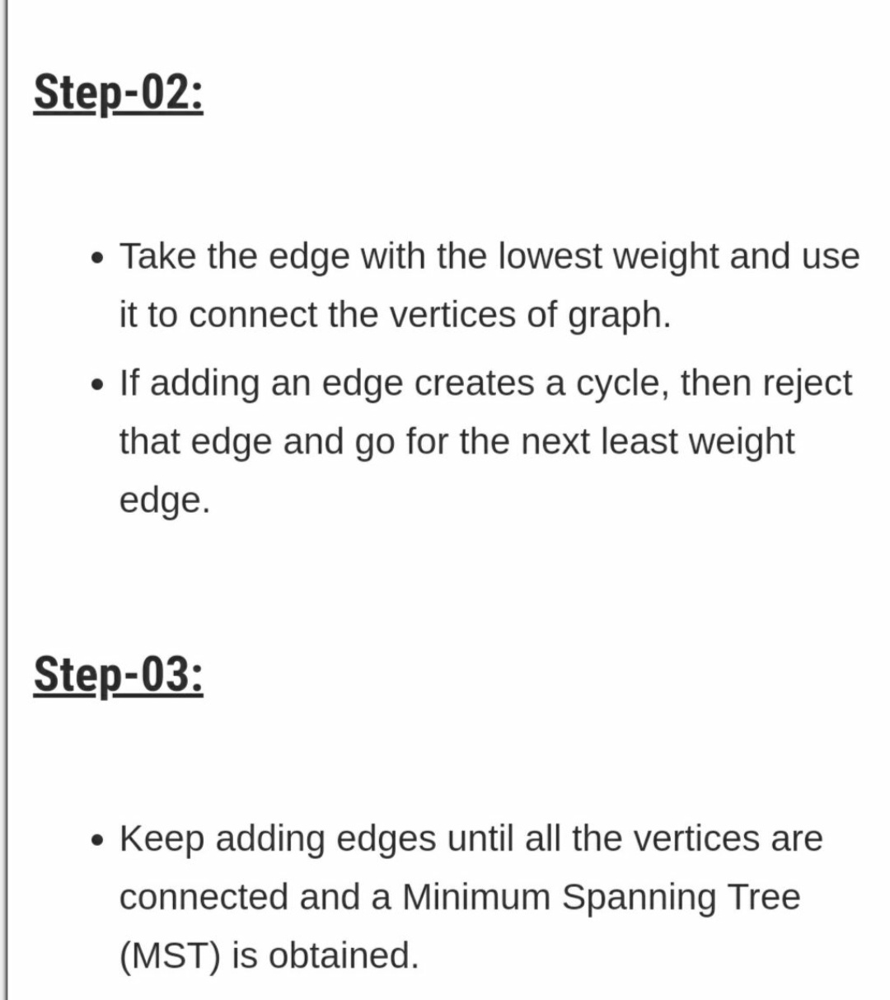 Step-02:
• Take the edge with the lowest weight and use
it to connect the vertices of graph.
• If adding an edge creates a cycle, then reject
that edge and go for the next least weight
edge.
Step-03:
• Keep adding edges until all the vertices are
connected and a Minimum Spanning Tree
(MST) is obtained.